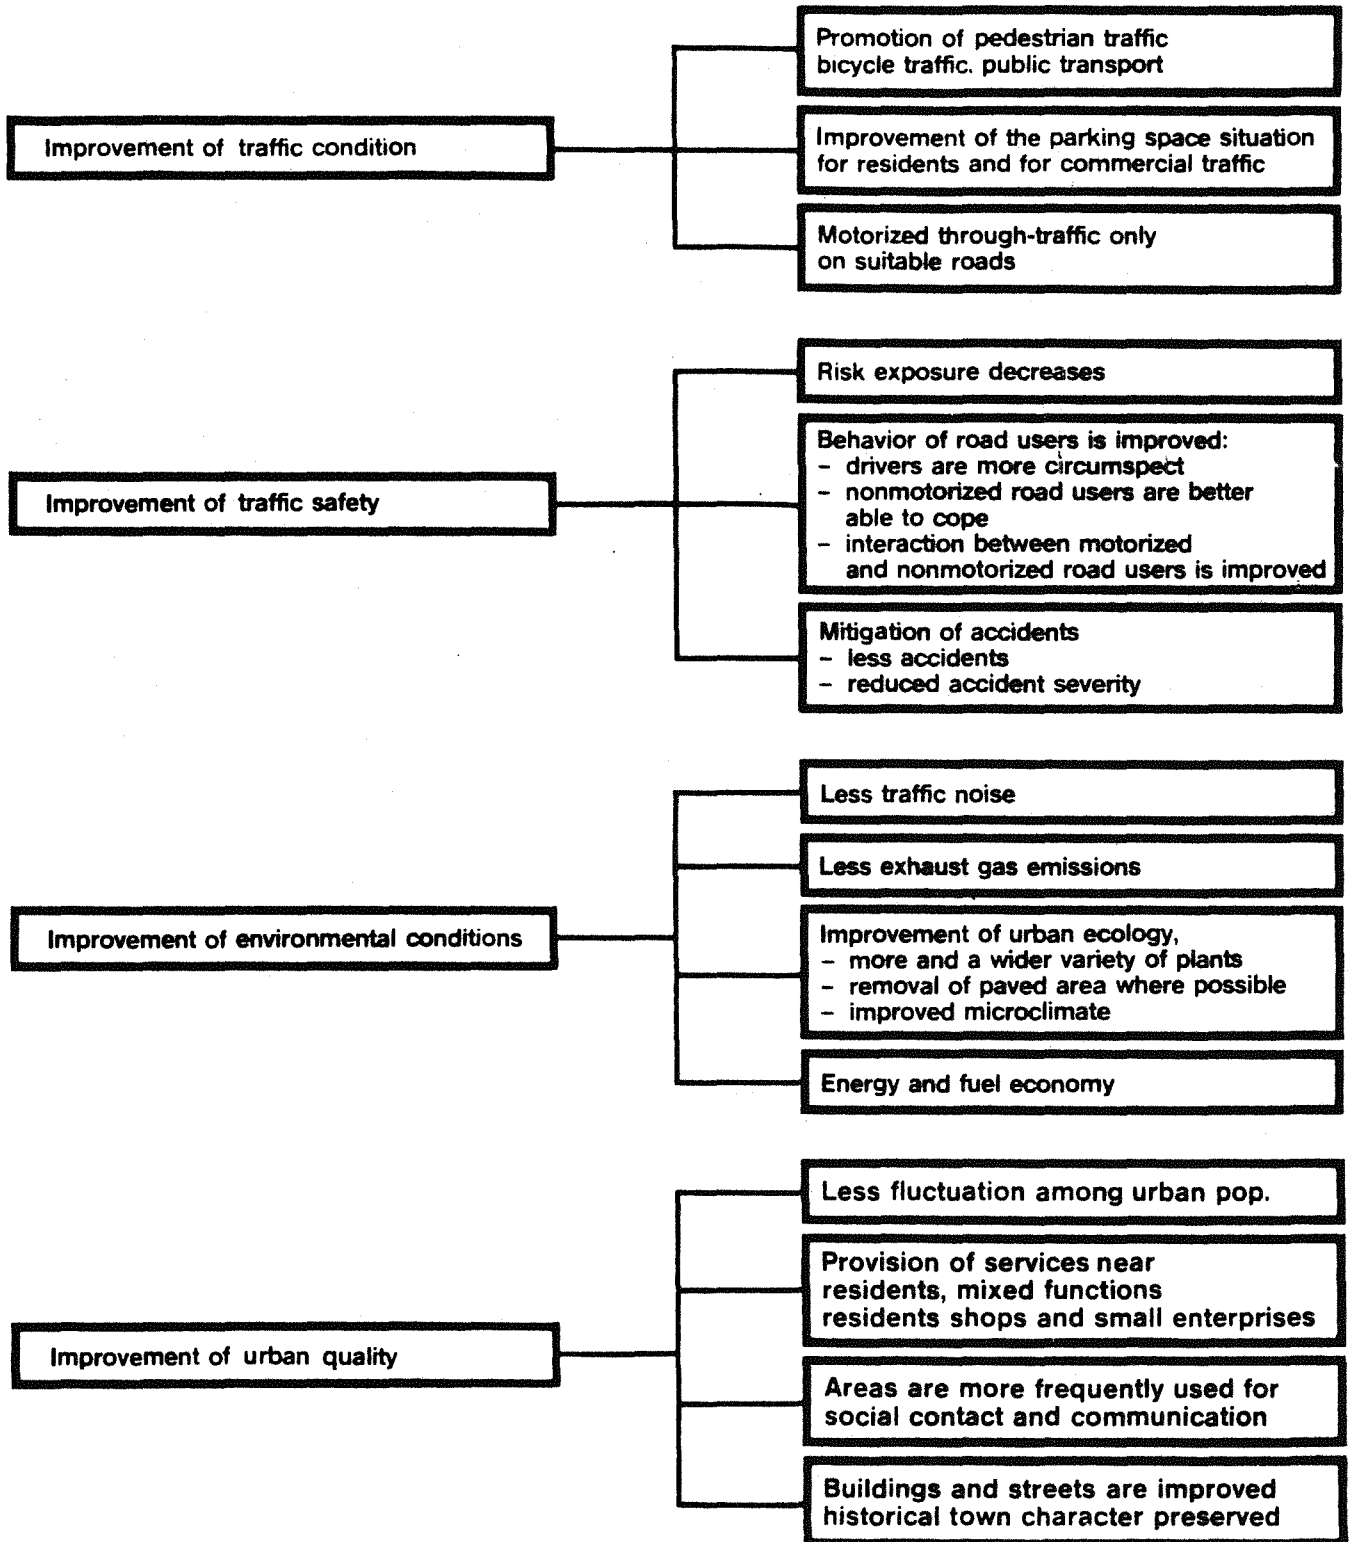 Improvement of traffic condition
Promotion of pedestrian traffic
bicycle traffic. public transport
Improvement of the parking space situation
for residents and for commercial traffic
Motorized through-traffic only
on suitable roads
Improvement of traffic safety
Risk exposure decreases
Behavior of road users is improved:
- drivers are more circumspect
- nonmotorized road users are better
able to cope
- interaction between motorized
and nonmotorized road users is improved
Mitigation of accidents
- less accidents
- reduced accident severity
Improvement of environmental conditions
Less traffic noise
Less exhaust gas emissions
Improvement of urban ecology,
- more and a wider variety of plants
- removal of paved area where possible
- improved microclimate
Energy and fuel economy
Improvement of urban quality
Less fluctuation among urban pop.
Provision of services near
residents, mixed functions
residents shops and small enterprises
Areas are more frequently used for
social contact and communication
Buildings and streets are improved
historical town character preserved